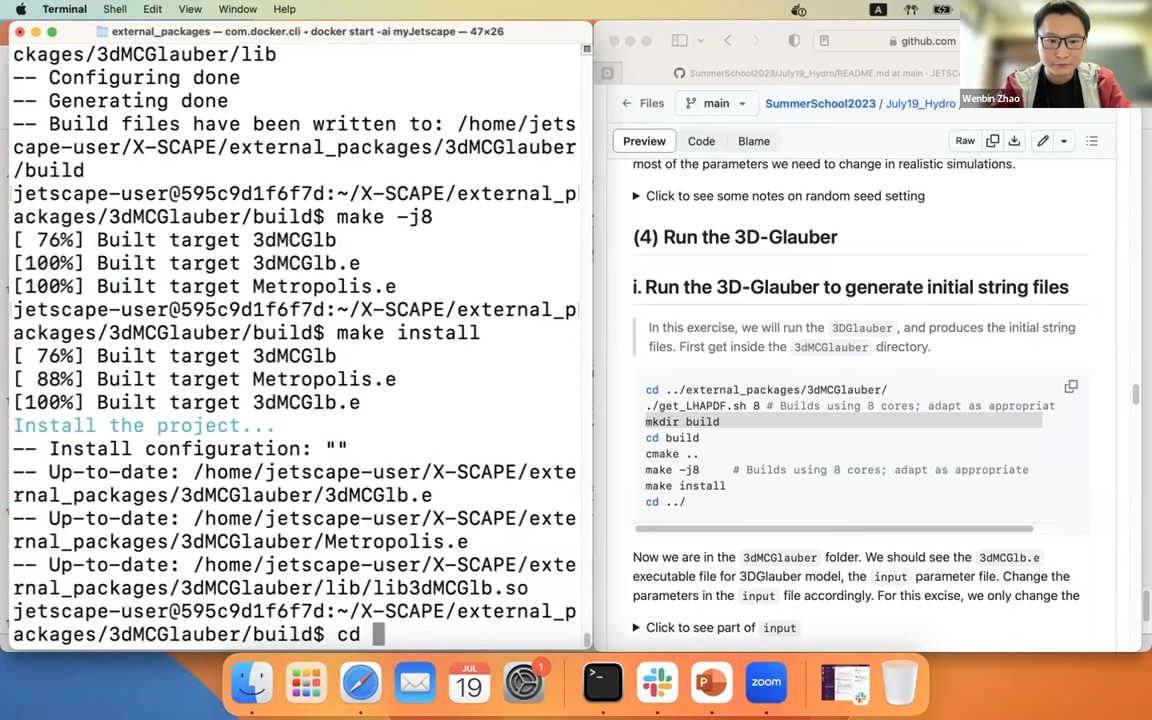 Terminal Shell Edit View Window Help
A
external_packages — com.docker.cli • docker start -ai myJetscape — 47×26
ckages/3dMCGlauber/lib
-- Configuring done
-- Generating done
-- Build files have been written to: /home/jets
cape-user/X-SCAPE/external_packages/3dMCGlauber
/build
jetscape-user@595c9d1f6f7d:~/X-SCAPE/external_p
ackages/3dMCGlauber/build$ make -j8
[ 76%] Built target 3dMCGlb
[100%] Built target 3dMCGlb.e
[100%] Built target Metropolis.e
jetscape-user@595c9d1f6f7d:~/X-SCAPE/external_p
ackages/3dMCGlauber/build$ make install
[ 76%] Built target 3dMCGlb
[ 88%] Built target Metropolis.e
[100%] Built target 3dMCGlb.e
Install the project...
-- Install configuration: ""
-- Up-to-date: /home/jetscape-user/X-SCAPE/exte
rnal_packages/3dMCGlauber/3dMCGlb.e
-- Up-to-date: /home/jetscape-user/X-SCAPE/exte
rnal_packages/3dMCGlauber/Metropolis.e
-- Up-to-date: /home/jetscape-user/X-SCAPE/exte
rnal_packages/3dMCGlauber/lib/lib3dMCGlb.so
jetscape-user@595c9d1f6f7d:~/X-SCAPE/external_p
ackages/3dMCGlauber/build$ cd
github.com
SummerSchool2023/July19_Hydro/README.md at main · JETSC
Wenbin Zhao
Files main SummerSchool2023 / July19_Hydro
Preview Code Blame Raw
most of the parameters we need to change in realistic simulations.
Click to see some notes on random seed setting
(4) Run the 3D-Glauber
i. Run the 3D-Glauber to generate initial string files
In this exercise, we will run the 3DGlauber , and produces the initial string
files. First get inside the 3dMCGlauber directory.
cd ../external_packages/3dMCGlauber/
./get_LHAPDF.sh 8 # Builds using 8 cores; adapt as appropriat
mkdir build
cd build
cmake ..
make -j8 # Builds using 8 cores; adapt as appropriate
make install
cd ../
Now we are in the 3dMCGlauber folder. We should see the 3dMCGlb.e
executable file for 3DGlauber model, the input parameter file. Change the
parameters in the input file accordingly. For this excise, we only change the
Click to see part of input
JUL
19
1
zoom